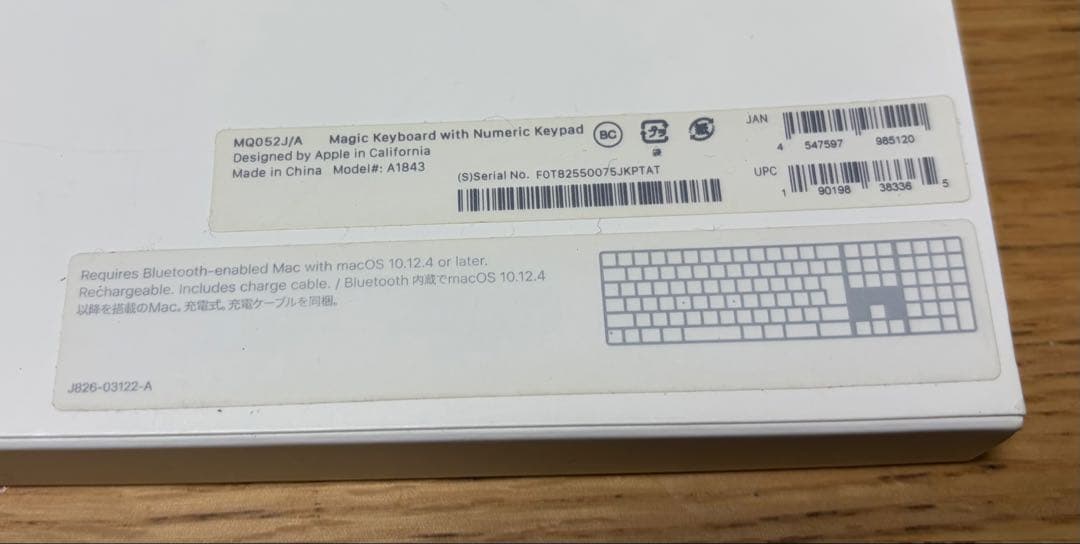 MQ052J/A Magic Keyboard with Numeric Keypad
Designed by Apple in California
Made in China Model#: A1843
BC
(S)Serial No. F0T82550075JKPTAT
JAN
4 547597 985120
UPC
1 90198 38336 5
Requires Bluetooth-enabled Mac with macOS 10.12.4 or later.
Rechargeable. Includes charge cable. / Bluetooth 内蔵でmacOS 10.12.4
以降を搭載のMac。充電式。充電ケーブルを同梱。
J826-03122-A